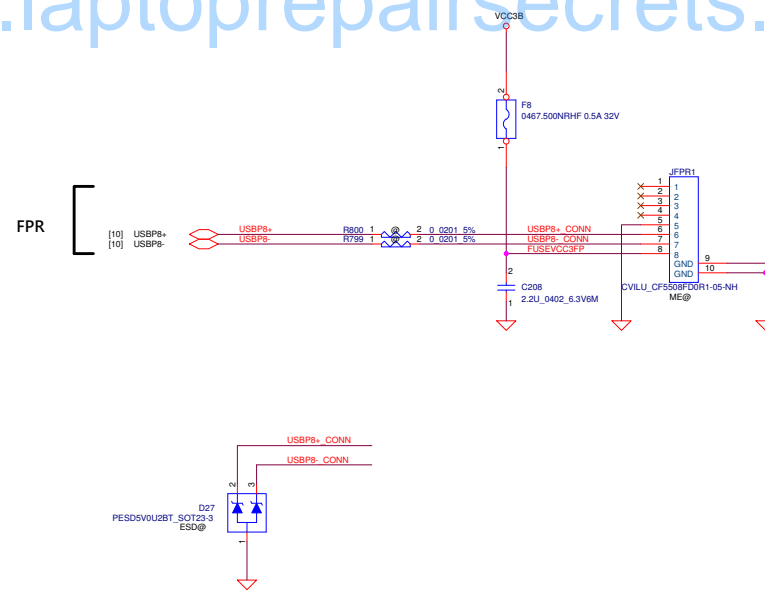 .laptoprepairsecrets.
VCC3B
2
F8
0467.500NRHF 0.5A 32V
1
JFPR1
1 1
2 2
3 3
4 4
5 5
6 6
7 7
8 8
GND 9
GND 10
CVILU_CF5508FD0R1-05-NH
ME@
FPR
[10] USBP8+ USBP8+ R800 1 @ 2 0_0201_5% USBP8+_CONN
[10] USBP8- USBP8- R799 1 @ 2 0_0201_5% USBP8-_CONN
FUSEVCC3FP
2
C208
2.2U_0402_6.3V6M
1
USBP8+_CONN
USBP8-_CONN
2 3
D27
PESD5V0U2BT_SOT23-3
ESD@
1